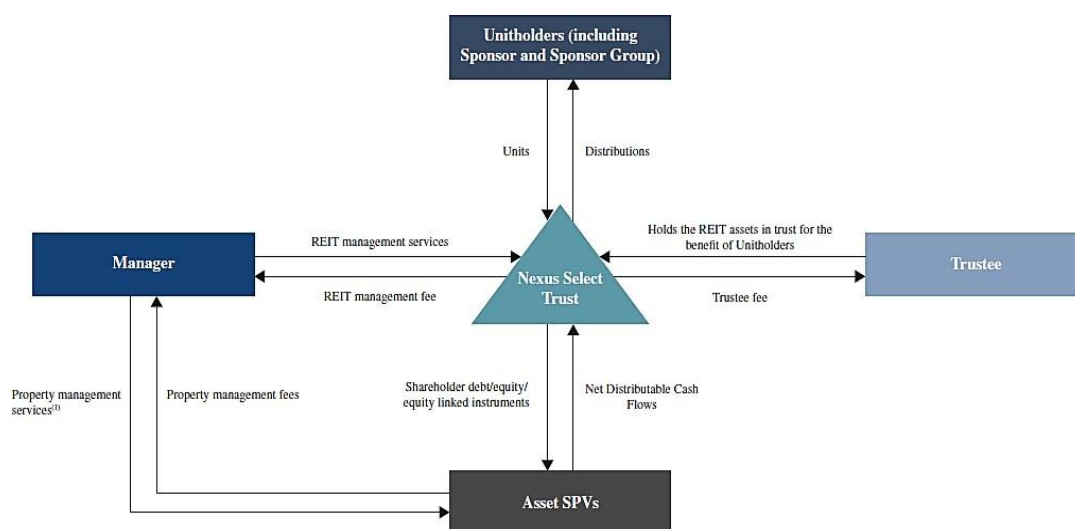 Unitholders (including
Sponsor and Sponsor Group)
Units
Distributions
REIT management services
Holds the REIT assets in trust for the
benefit of Unitholders
Manager
Nexus Select
Trust
Trustee
REIT management fee
Trustee fee
Property management
services(1)
Property management fees
Shareholder debt/equity/
equity linked instruments
Net Distributable Cash
Flows
Asset SPVs